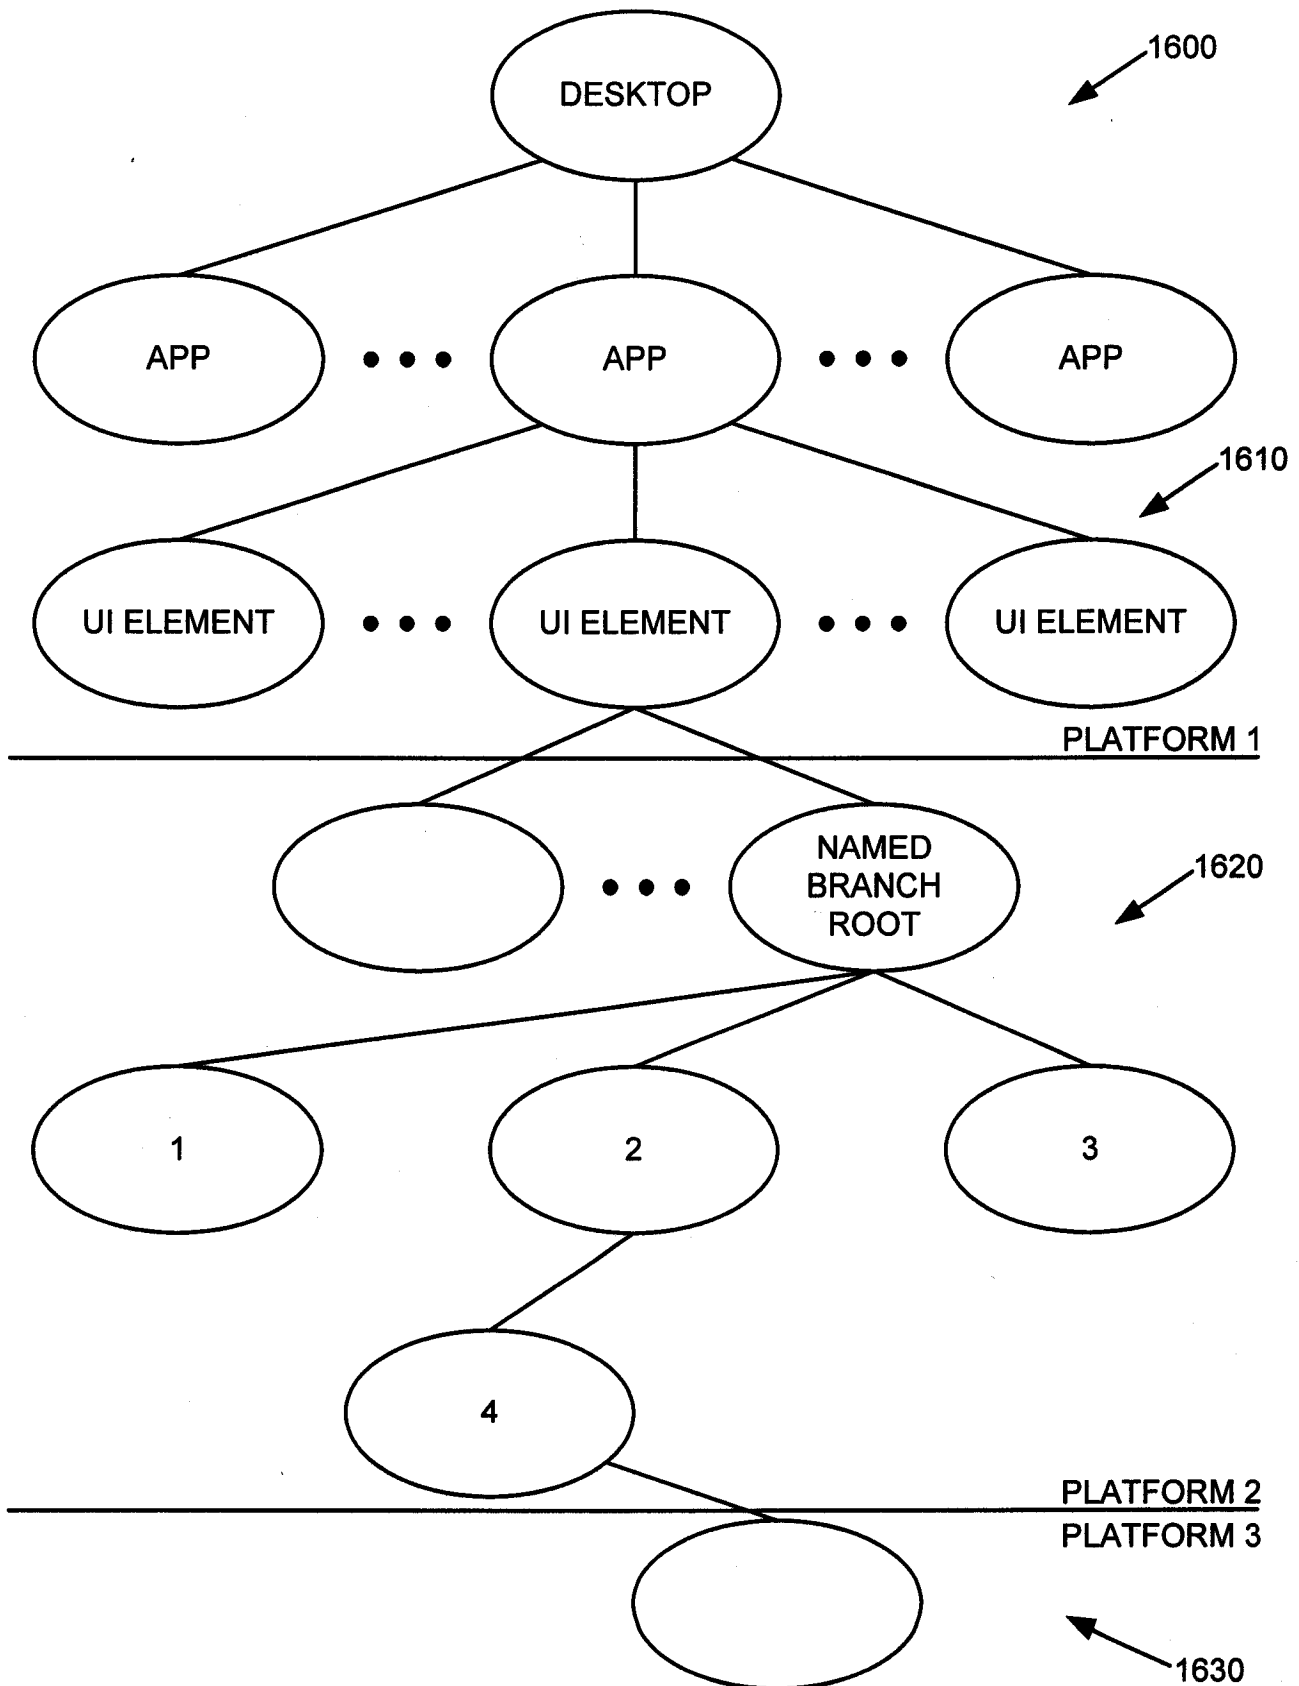 DESKTOP
1600
APP
APP
APP
1610
UI ELEMENT
UI ELEMENT
UI ELEMENT
PLATFORM 1
NAMED
BRANCH
ROOT
1620
1
2
3
4
PLATFORM 2
PLATFORM 3
1630